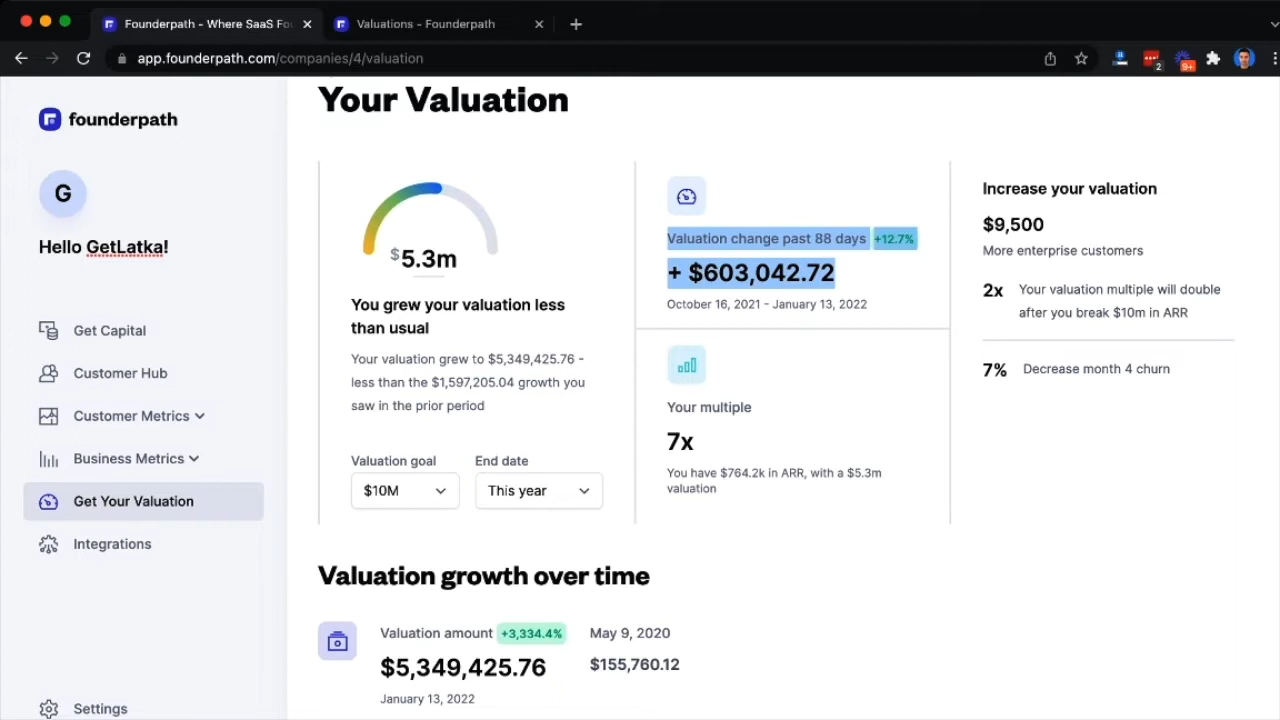 Founderpath - Where SaaS Fou
Valuations - Founderpath
app.founderpath.com/companies/4/valuation
2
9+
founderpath
G
Hello GetLatka!
Get Capital
Customer Hub
Customer Metrics
Business Metrics
Get Your Valuation
Integrations
Settings
Your Valuation
$5.3m
You grew your valuation less
than usual
Your valuation grew to $5,349,425.76 -
less than the $1,597,205.04 growth you
saw in the prior period
Valuation goal
$10M
End date
This year
Valuation change past 88 days +12.7%
+ $603,042.72
October 16, 2021 - January 13, 2022
Your multiple
7x
You have $764.2k in ARR, with a $5.3m
valuation
Increase your valuation
$9,500
More enterprise customers
2x Your valuation multiple will double
after you break $10m in ARR
7% Decrease month 4 churn
Valuation growth over time
Valuation amount +3,334.4%
$5,349,425.76
January 13, 2022
May 9, 2020
$155,760.12